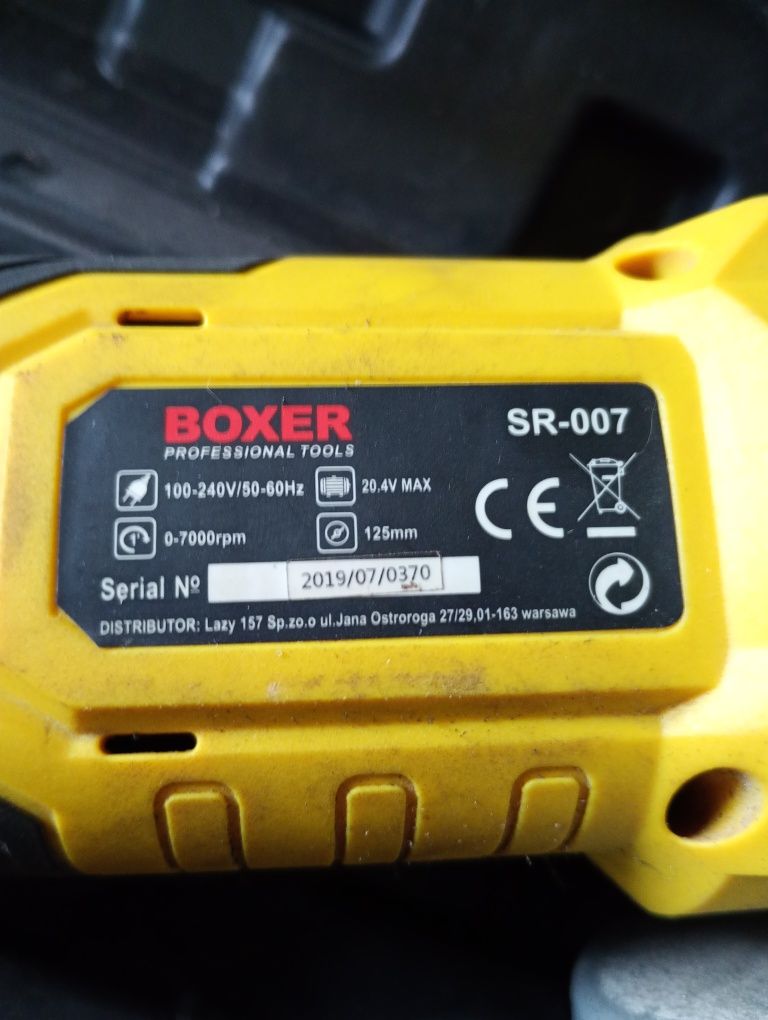 BOXER
PROFESSIONAL TOOLS
SR-007
100-240V/50-60Hz
20.4V MAX
0-7000rpm
125mm
CE
Serial Nº 2019/07/0370
DISTRIBUTOR: Lazy 157 Sp.zo.o ul.Jana Ostroroga 27/29,01-163 warsawa